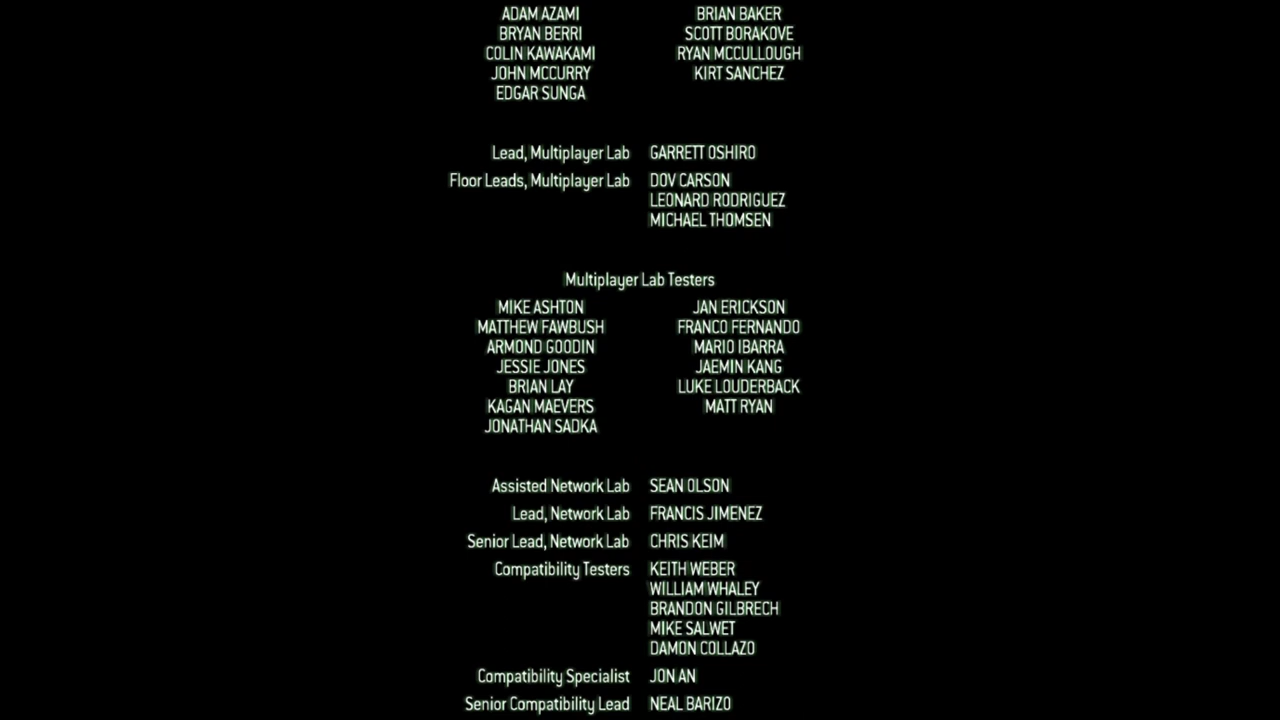 ADAM AZAMI BRIAN BAKER
BRYAN BERRI SCOTT BORAKOVE
COLIN KAWAKAMI RYAN MCCULLOUGH
JOHN MCCURRY KIRT SANCHEZ
EDGAR SUNGA
Lead, Multiplayer Lab GARRETT OSHIRO
Floor Leads, Multiplayer Lab DOV CARSON
LEONARD RODRIGUEZ
MICHAEL THOMSEN
Multiplayer Lab Testers
MIKE ASHTON JAN ERICKSON
MATTHEW FAWBUSH FRANCO FERNANDO
ARMOND GOODIN MARIO IBARRA
JESSIE JONES JAEMIN KANG
BRIAN LAY LUKE LOUDERBACK
KAGAN MAEVERS MATT RYAN
JONATHAN SADKA
Assisted Network Lab SEAN OLSON
Lead, Network Lab FRANCIS JIMENEZ
Senior Lead, Network Lab CHRIS KEIM
Compatibility Testers KEITH WEBER
WILLIAM WHALEY
BRANDON GILBRECH
MIKE SALWET
DAMON COLLAZO
Compatibility Specialist JON AN
Senior Compatibility Lead NEAL BARIZO